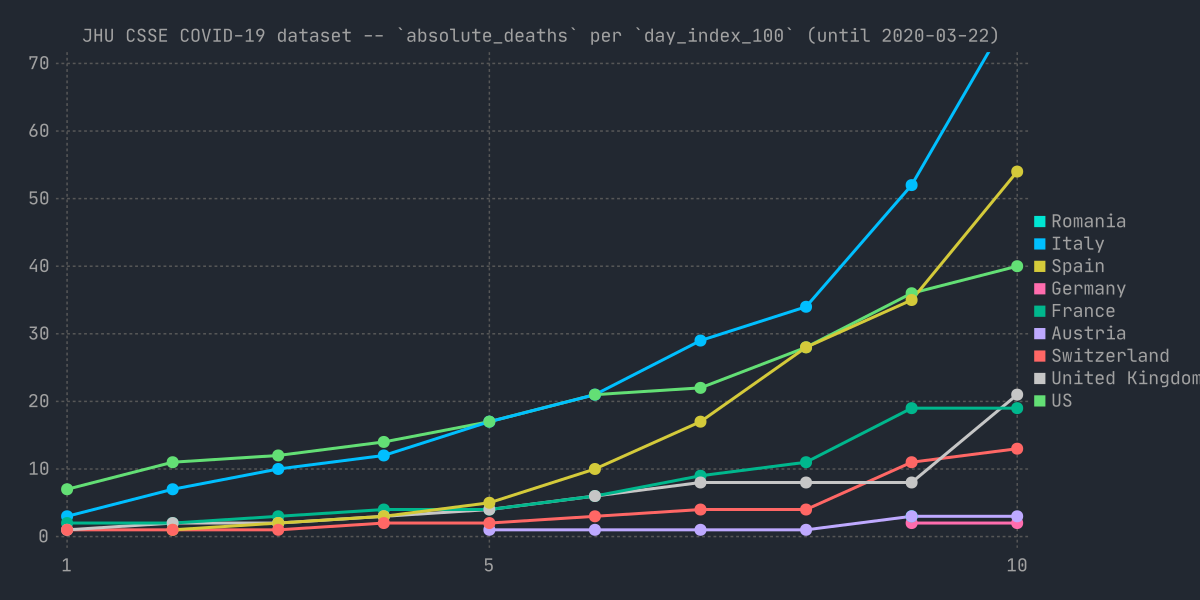 JHU CSSE COVID-19 dataset -- `absolute_deaths` per `day_index_100` (until 2020-03-22)
70
60
50
40
30
20
10
0
1 5 10
Romania
Italy
Spain
Germany
France
Austria
Switzerland
United Kingdom
US